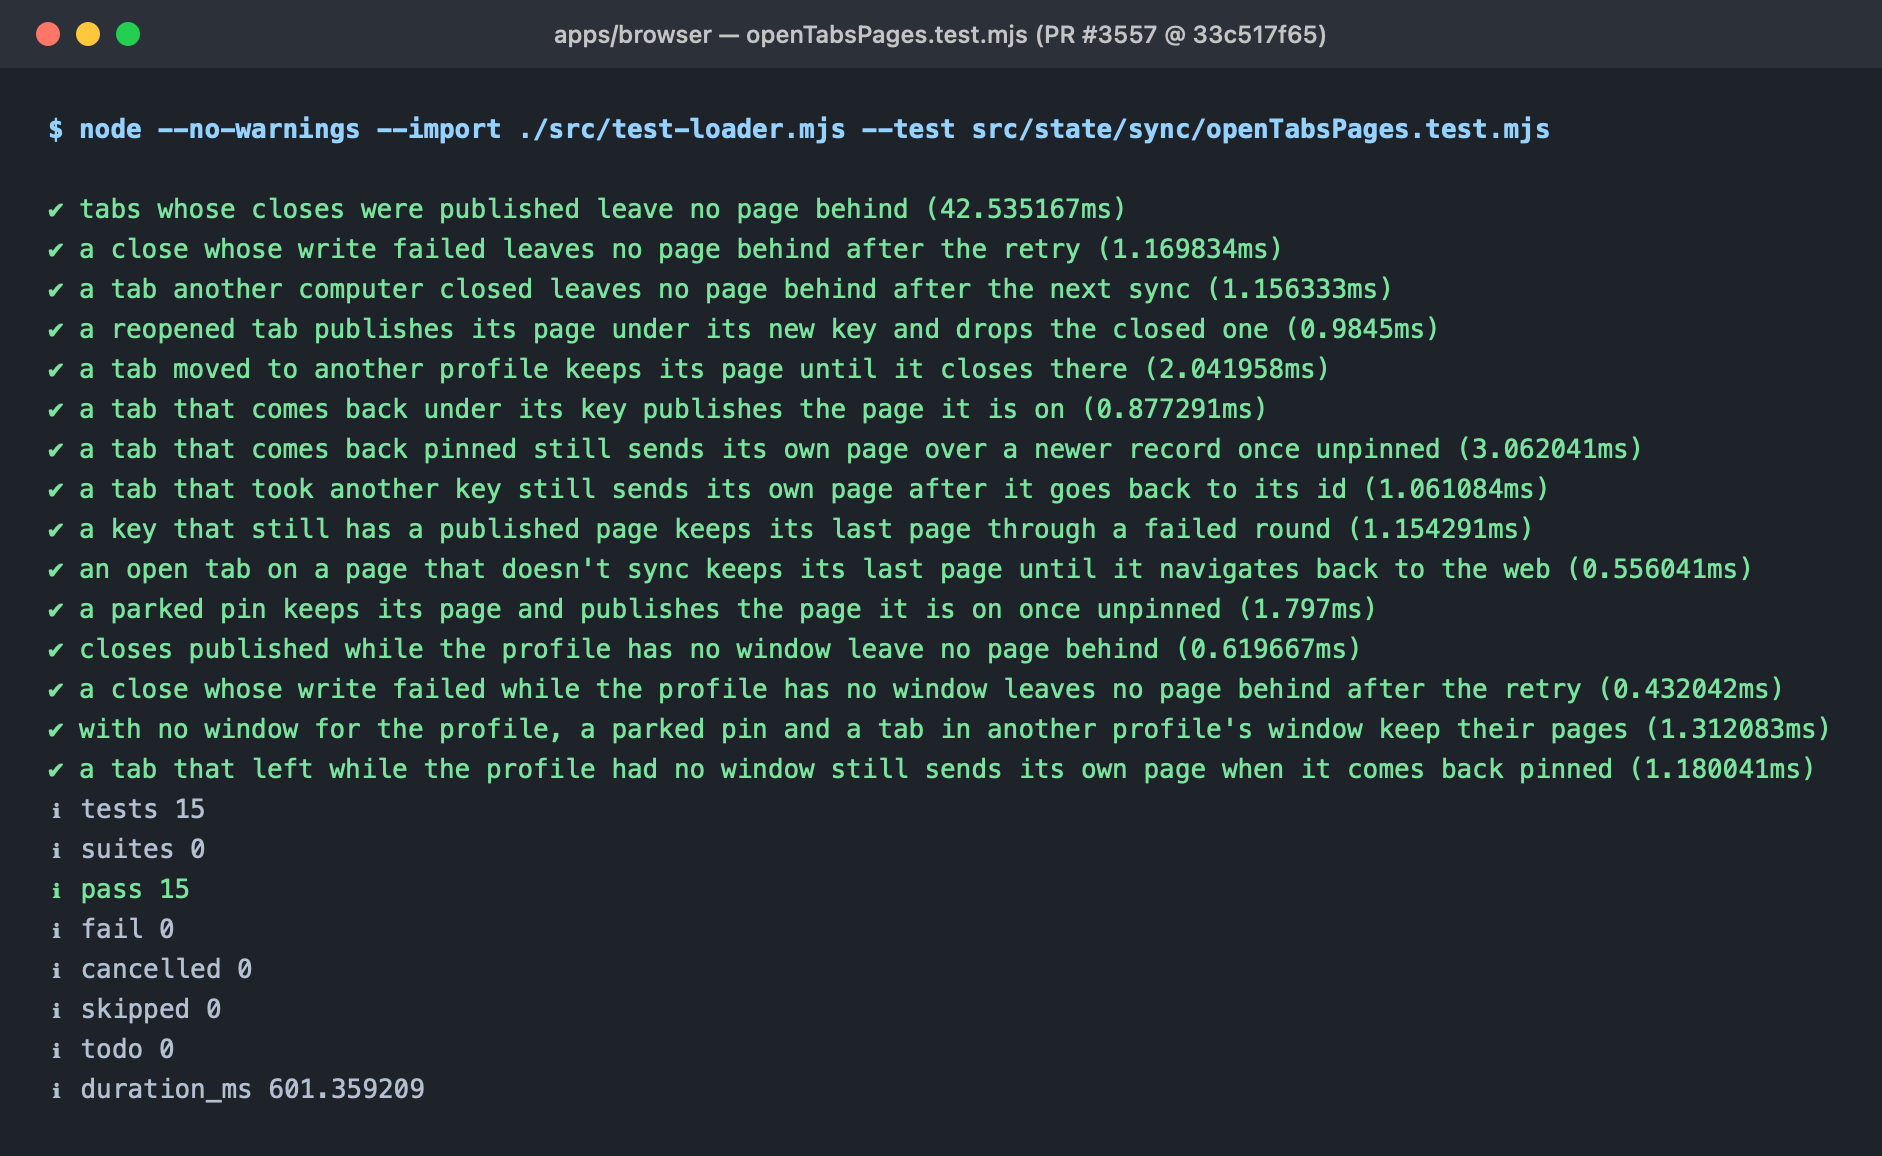 apps/browser — openTabsPages.test.mjs (PR #3557 @ 33c517f65)
$ node --no-warnings --import ./src/test-loader.mjs --test src/state/sync/openTabsPages.test.mjs
✔ tabs whose closes were published leave no page behind (42.535167ms)
✔ a close whose write failed leaves no page behind after the retry (1.169834ms)
✔ a tab another computer closed leaves no page behind after the next sync (1.156333ms)
✔ a reopened tab publishes its page under its new key and drops the closed one (0.9845ms)
✔ a tab moved to another profile keeps its page until it closes there (2.041958ms)
✔ a tab that comes back under its key publishes the page it is on (0.877291ms)
✔ a tab that comes back pinned still sends its own page over a newer record once unpinned (3.062041ms)
✔ a tab that took another key still sends its own page after it goes back to its id (1.061084ms)
✔ a key that still has a published page keeps its last page through a failed round (1.154291ms)
✔ an open tab on a page that doesn't sync keeps its last page until it navigates back to the web (0.556041ms)
✔ a parked pin keeps its page and publishes the page it is on once unpinned (1.797ms)
✔ closes published while the profile has no window leave no page behind (0.619667ms)
✔ a close whose write failed while the profile has no window leaves no page behind after the retry (0.432042ms)
✔ with no window for the profile, a parked pin and a tab in another profile's window keep their pages (1.312083ms)
✔ a tab that left while the profile had no window still sends its own page when it comes back pinned (1.180041ms)
ℹ tests 15
ℹ suites 0
ℹ pass 15
ℹ fail 0
ℹ cancelled 0
ℹ skipped 0
ℹ todo 0
ℹ duration_ms 601.359209